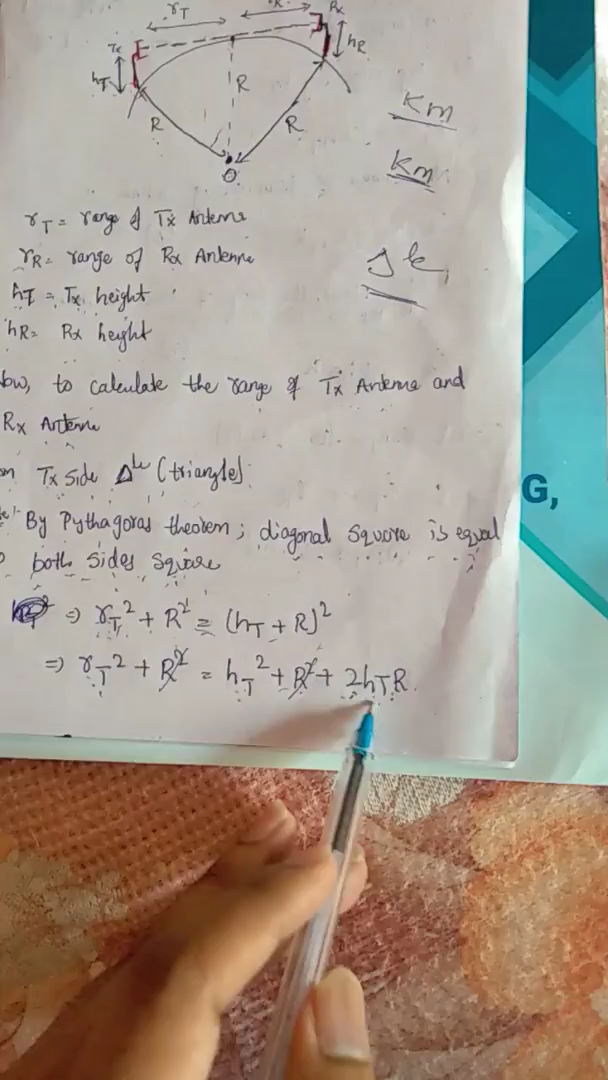 rT
Rx
Tx
hR
hT
R
R
R
O
Km
Km
Δle
rT = range of Tx Antenna
rR = range of Rx Antenna
hT = Tx height
hR = Rx height
to calculate the range of Tx Antenna and
Rx Antenna
Tx side Δle (triangle)
By Pythagoras theorem; diagonal square is equal
both sides square
⇒ rT² + R² = (hT + R)²
⇒ rT² + R² = hT² + R² + 2hTR
G,